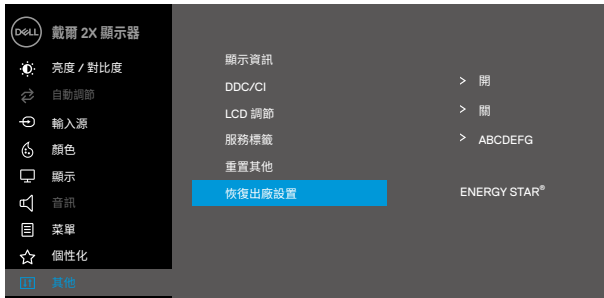 DELL
戴爾 2X 顯示器
亮度 / 對比度
自動調節
輸入源
顏色
顯示
音訊
菜單
個性化
其他
顯示資訊
DDC/CI
> 開
LCD 調節
> 關
服務標籤
> ABCDEFG
重置其他
恢復出廠設置
ENERGY STAR®